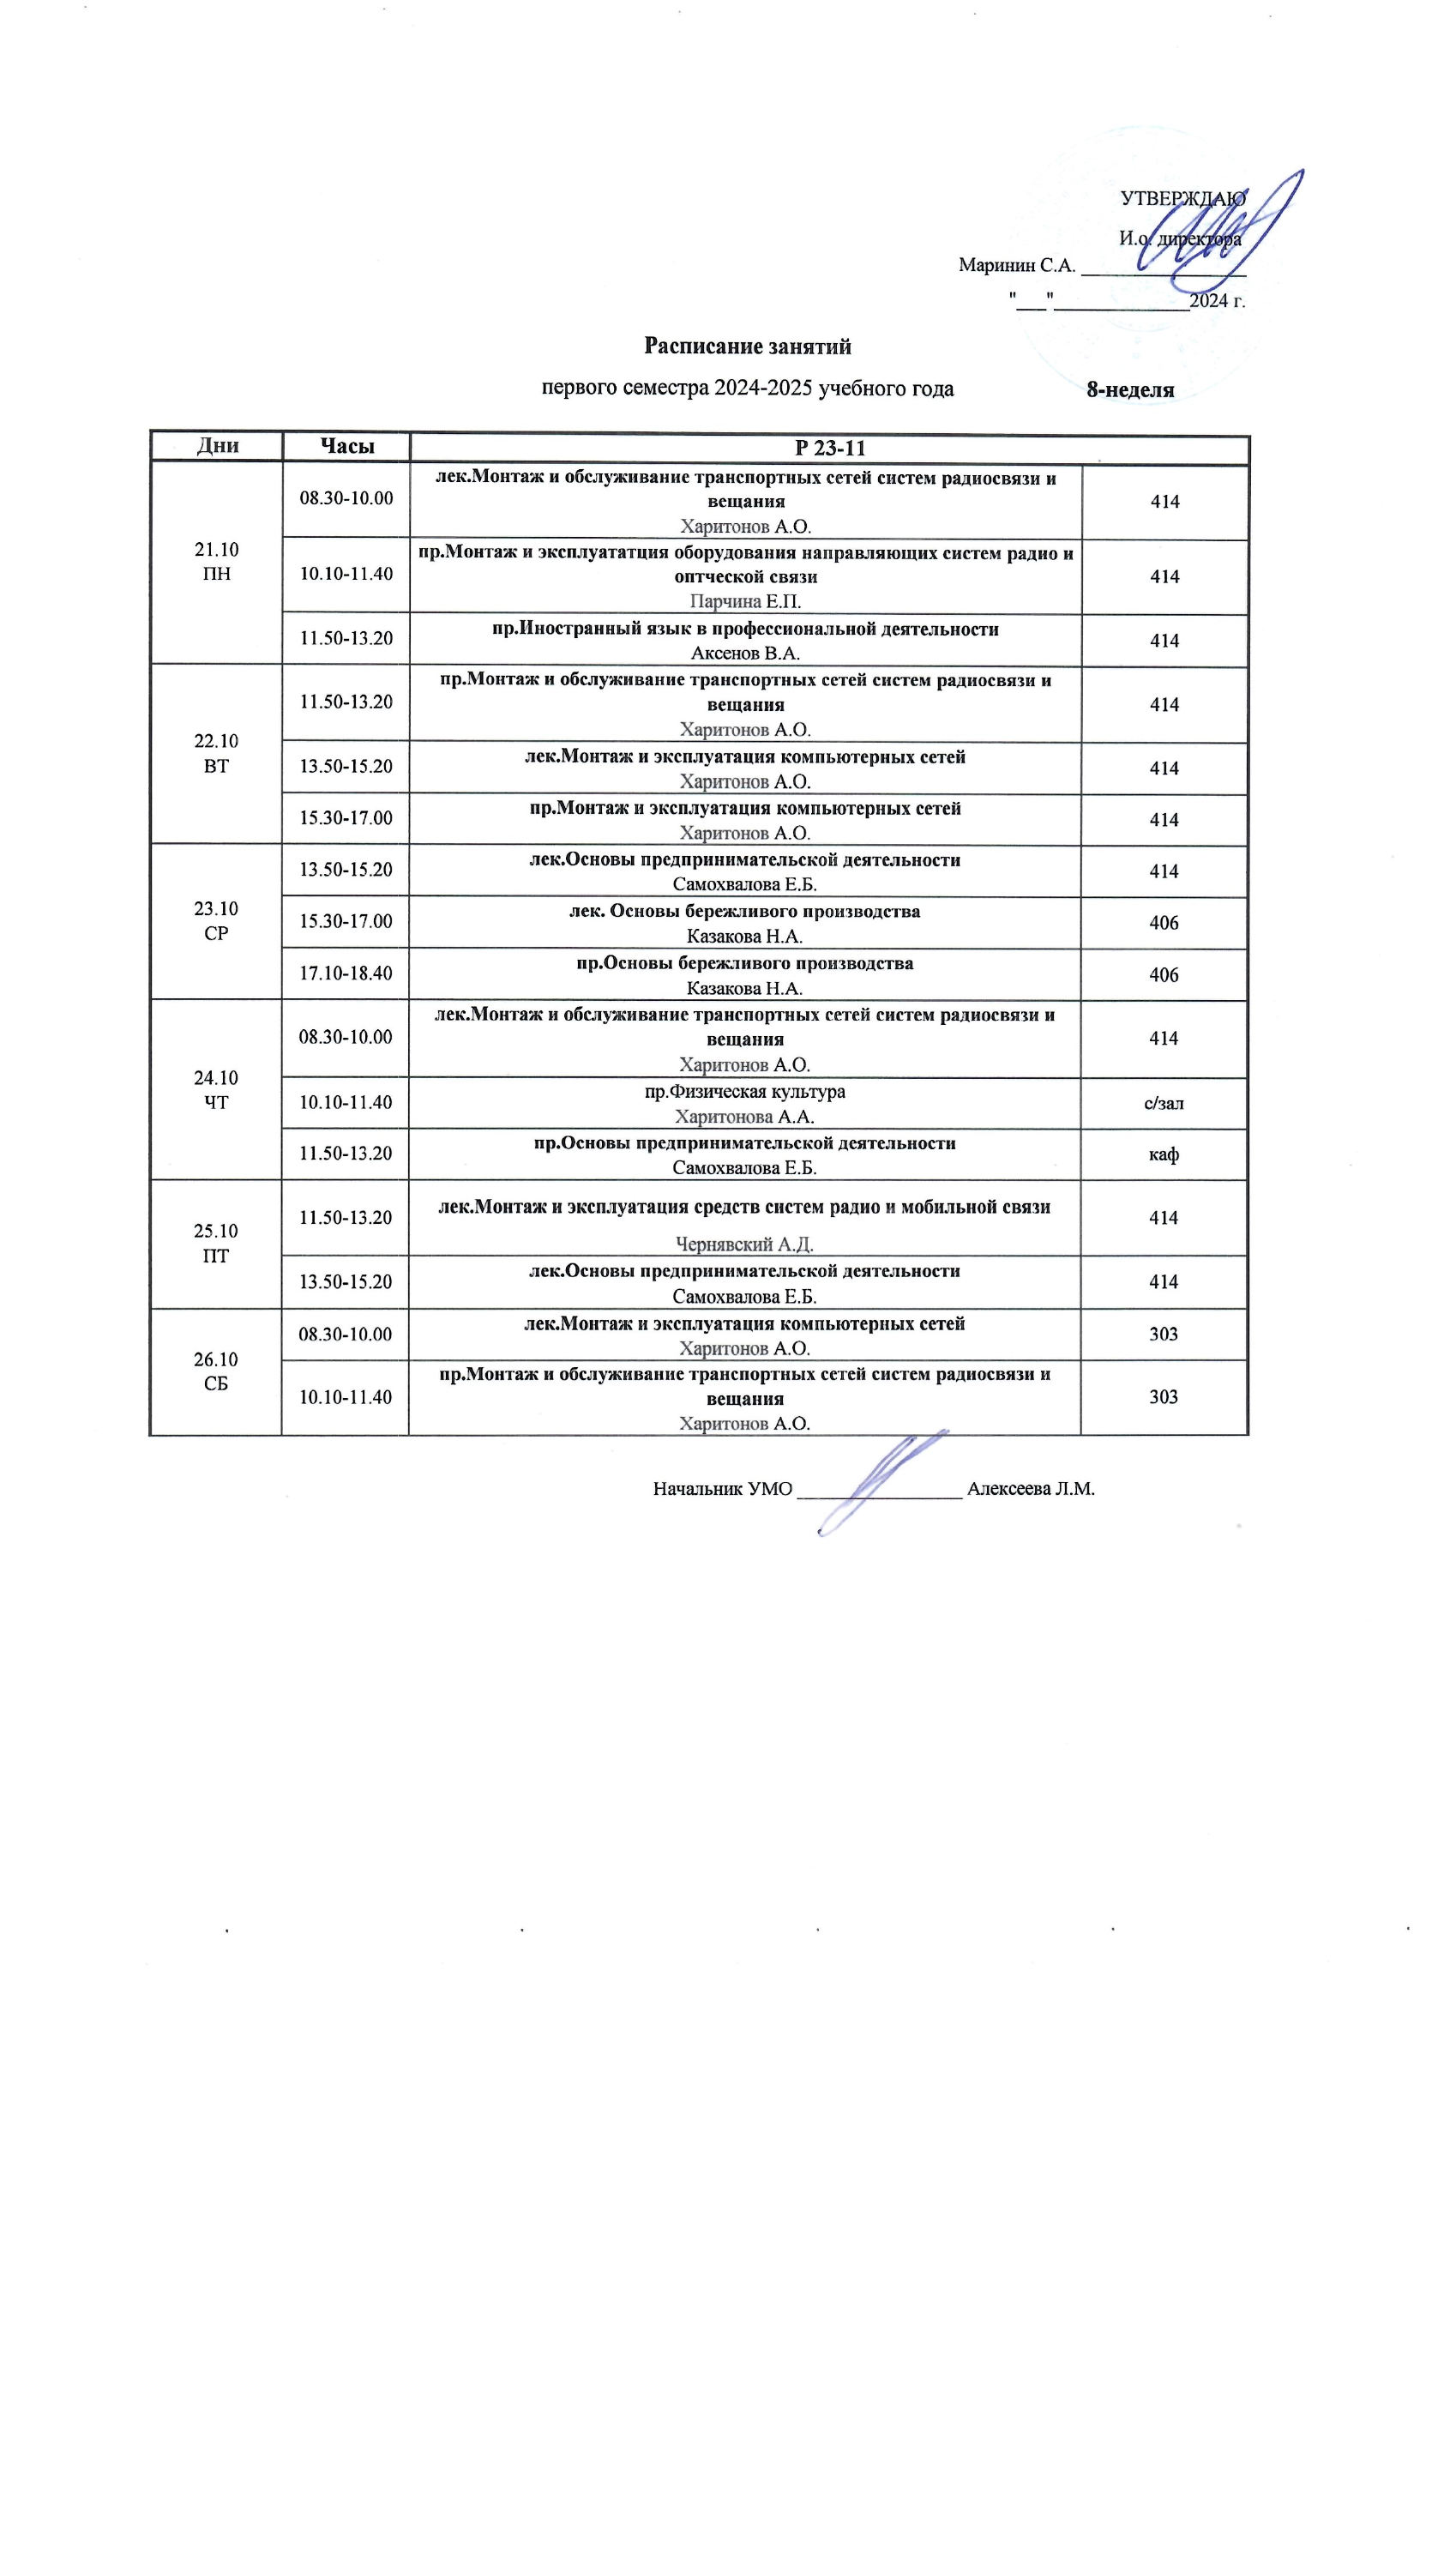 УТВЕРЖДАЮ
И.о. директора
Маринин С.А. _________________
"___"______________2024 г.
Расписание занятий
первого семестра 2024-2025 учебного года 8-неделя
Дни Часы Р 23-11
21.10
ПН
08.30-10.00
лек.Монтаж и обслуживание транспортных сетей систем радиосвязи и
вещания
Харитонов А.О.
414
10.10-11.40
пр.Монтаж и эксплуататция оборудования направляющих систем радио и
оптческой связи
Парчина Е.П.
414
11.50-13.20
пр.Иностранный язык в профессиональной деятельности
Аксенов В.А.
414
22.10
ВТ
11.50-13.20
пр.Монтаж и обслуживание транспортных сетей систем радиосвязи и
вещания
Харитонов А.О.
414
13.50-15.20
лек.Монтаж и эксплуатация компьютерных сетей
Харитонов А.О.
414
15.30-17.00
пр.Монтаж и эксплуатация компьютерных сетей
Харитонов А.О.
414
23.10
СР
13.50-15.20
лек.Основы предпринимательской деятельности
Самохвалова Е.Б.
414
15.30-17.00
лек. Основы бережливого производства
Казакова Н.А.
406
17.10-18.40
пр.Основы бережливого производства
Казакова Н.А.
406
24.10
ЧТ
08.30-10.00
лек.Монтаж и обслуживание транспортных сетей систем радиосвязи и
вещания
Харитонов А.О.
414
10.10-11.40
пр.Физическая культура
Харитонова А.А.
с/зал
11.50-13.20
пр.Основы предпринимательской деятельности
Самохвалова Е.Б.
каф
25.10
ПТ
11.50-13.20
лек.Монтаж и эксплуатация средств систем радио и мобильной связи
Чернявский А.Д.
414
13.50-15.20
лек.Основы предпринимательской деятельности
Самохвалова Е.Б.
414
26.10
СБ
08.30-10.00
лек.Монтаж и эксплуатация компьютерных сетей
Харитонов А.О.
303
10.10-11.40
пр.Монтаж и обслуживание транспортных сетей систем радиосвязи и
вещания
Харитонов А.О.
303
Начальник УМО _________________ Алексеева Л.М.